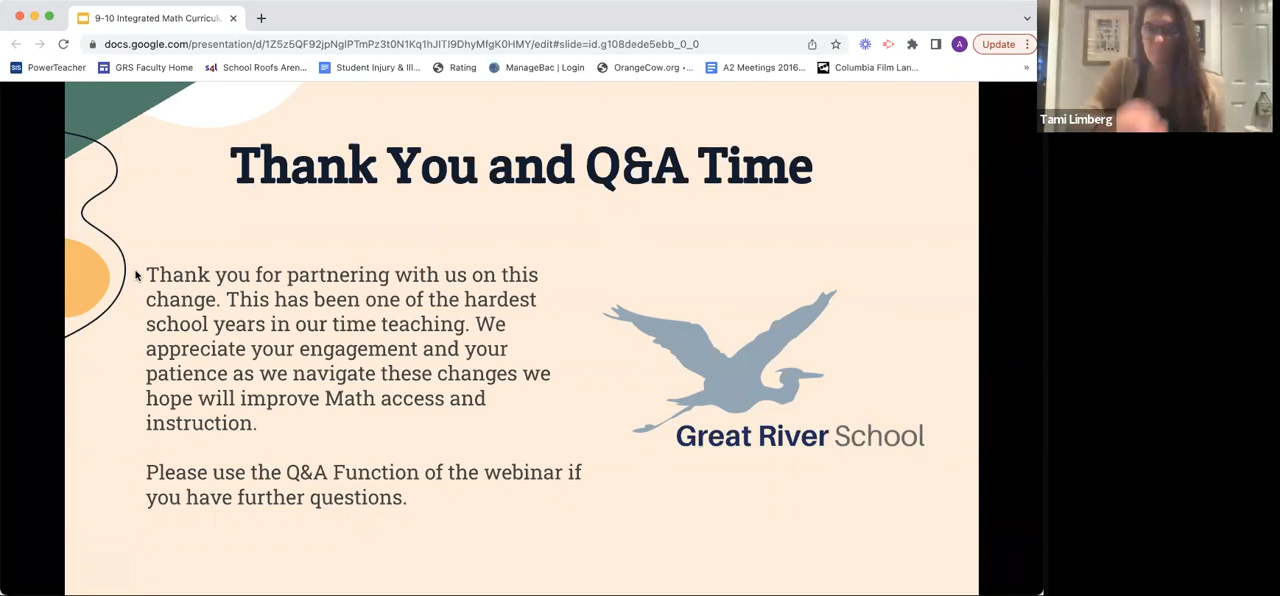 9-10 Integrated Math Curriculu
docs.google.com/presentation/d/1Z5z5QF92jpNgIPTmPz3t0N1Kq1hJITI9DhyMfgK0HMY/edit#slide=id.g108dede5ebb_0_0
A
Update
SIS PowerTeacher
GRS Faculty Home
sql School Roofs Aren...
Student Injury & Ill...
Rating
ManageBac | Login
OrangeCow.org •...
A2 Meetings 2016...
Columbia Film Lan...
»
Tami Limberg
Thank You and Q&A Time
Thank you for partnering with us on this
change. This has been one of the hardest
school years in our time teaching. We
appreciate your engagement and your
patience as we navigate these changes we
hope will improve Math access and
instruction.
Please use the Q&A Function of the webinar if
you have further questions.
Great River School